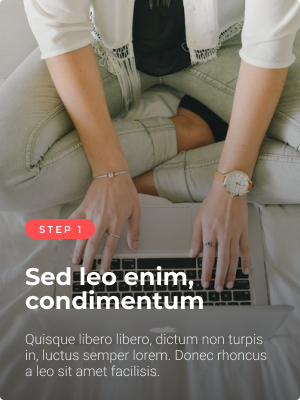 STEP 1
Sed leo enim,
condimentum
Quisque libero libero, dictum non turpis
in, luctus semper lorem. Donec rhoncus
a leo sit amet facilisis.